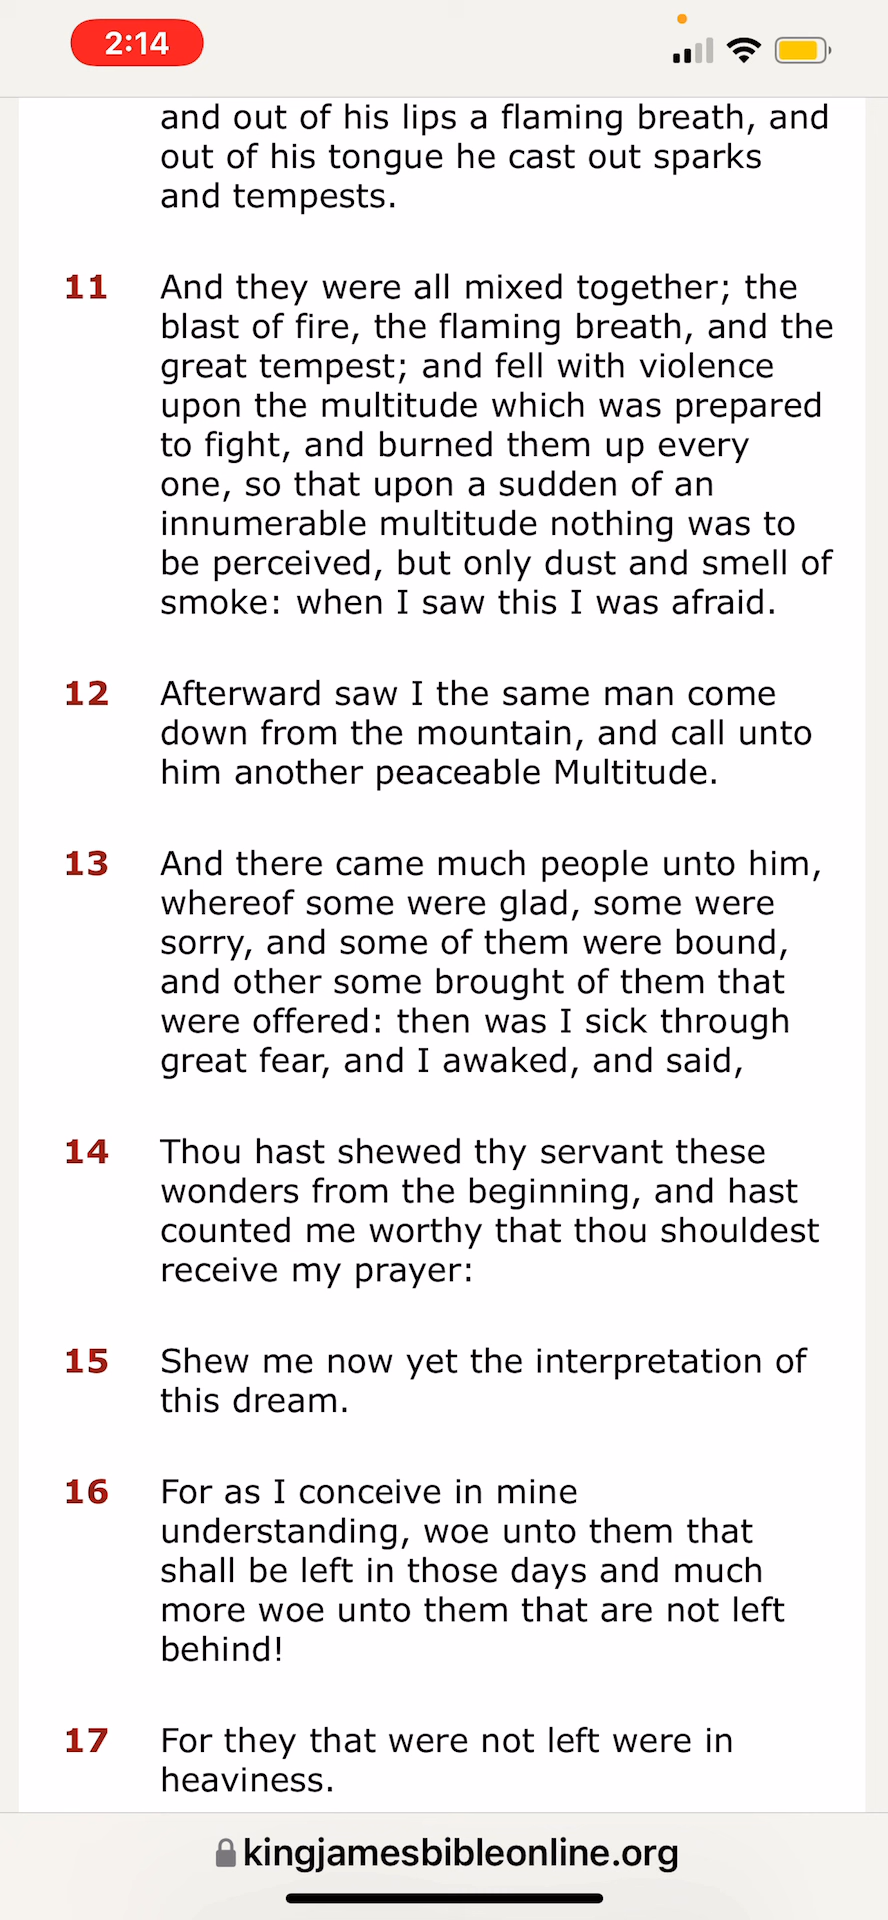 2:14
and out of his lips a flaming breath, and
out of his tongue he cast out sparks
and tempests.
11 And they were all mixed together; the
blast of fire, the flaming breath, and the
great tempest; and fell with violence
upon the multitude which was prepared
to fight, and burned them up every
one, so that upon a sudden of an
innumerable multitude nothing was to
be perceived, but only dust and smell of
smoke: when I saw this I was afraid.
12 Afterward saw I the same man come
down from the mountain, and call unto
him another peaceable Multitude.
13 And there came much people unto him,
whereof some were glad, some were
sorry, and some of them were bound,
and other some brought of them that
were offered: then was I sick through
great fear, and I awaked, and said,
14 Thou hast shewed thy servant these
wonders from the beginning, and hast
counted me worthy that thou shouldest
receive my prayer:
15 Shew me now yet the interpretation of
this dream.
16 For as I conceive in mine
understanding, woe unto them that
shall be left in those days and much
more woe unto them that are not left
behind!
17 For they that were not left were in
heaviness.
kingjamesbibleonline.org